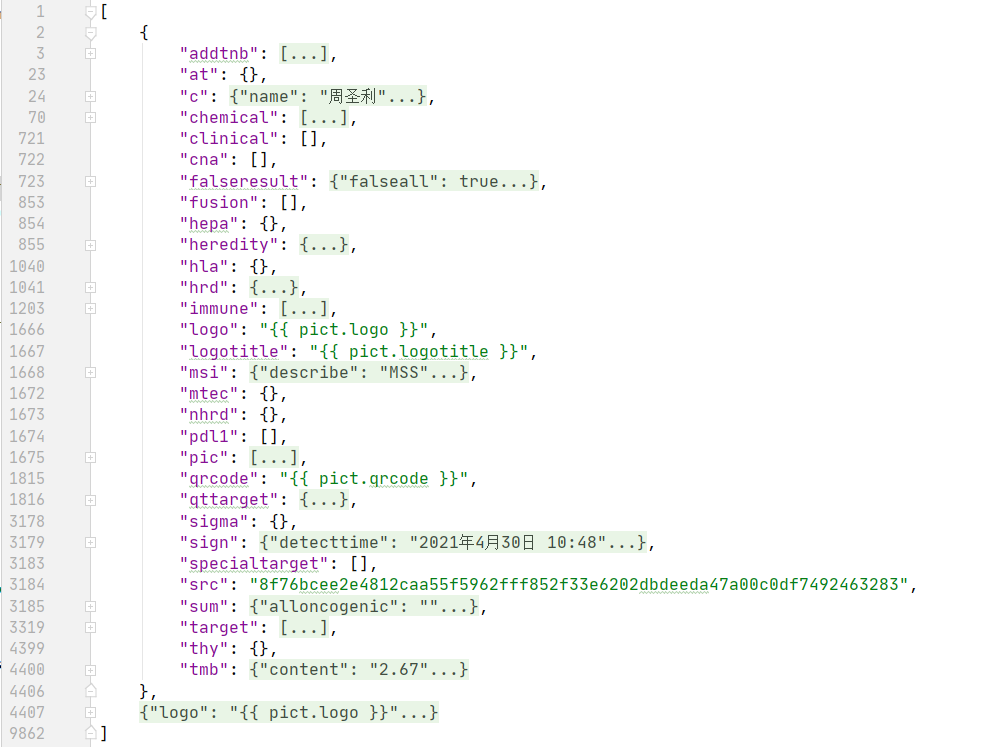 1 [
2 {
3 "addtnb": [...],
23 "at": {},
24 "c": {"name": "周圣利"...},
70 "chemical": [...],
721 "clinical": [],
722 "cna": [],
723 "falseresult": {"falseall": true...},
853 "fusion": [],
854 "hepa": {},
855 "heredity": {...},
1040 "hla": {},
1041 "hrd": {...},
1203 "immune": [...],
1666 "logo": "{{ pict.logo }}",
1667 "logotitle": "{{ pict.logotitle }}",
1668 "msi": {"describe": "MSS"...},
1672 "mtec": {},
1673 "nhrd": {},
1674 "pdl1": [],
1675 "pic": [...],
1815 "qrcode": "{{ pict.qrcode }}",
1816 "qttarget": {...},
3178 "sigma": {},
3179 "sign": {"detecttime": "2021年4月30日 10:48"...},
3183 "specialtarget": [],
3184 "src": "8f76bcee2e4812caa55f5962fff852f33e6202dbdeeda47a00c0df7492463283",
3185 "sum": {"alloncogenic": ""...},
3319 "target": [...],
4399 "thy": {},
4400 "tmb": {"content": "2.67"...}
4406 },
4407 {"logo": "{{ pict.logo }}"...}
9862 ]